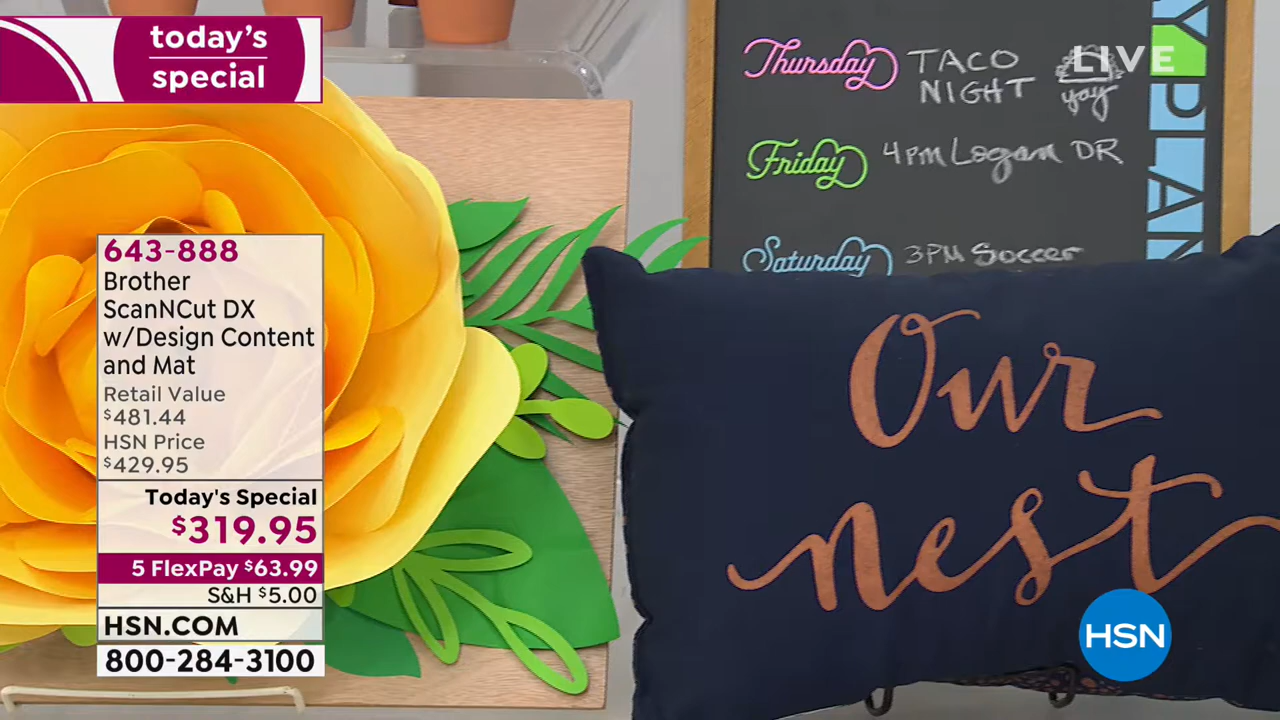 today's
special
643-888
Brother
ScanNCut DX
w/Design Content
and Mat
Retail Value
$481.44
HSN Price
$429.95
Today's Special
$319.95
5 FlexPay $63.99
S&H $5.00
HSN.COM
800-284-3100
LIVE
Thursday TACO
NIGHT yay
Friday 4PM Logan DR
Saturday 3PM Soccer
Y PLAN
Our
nest
HSN